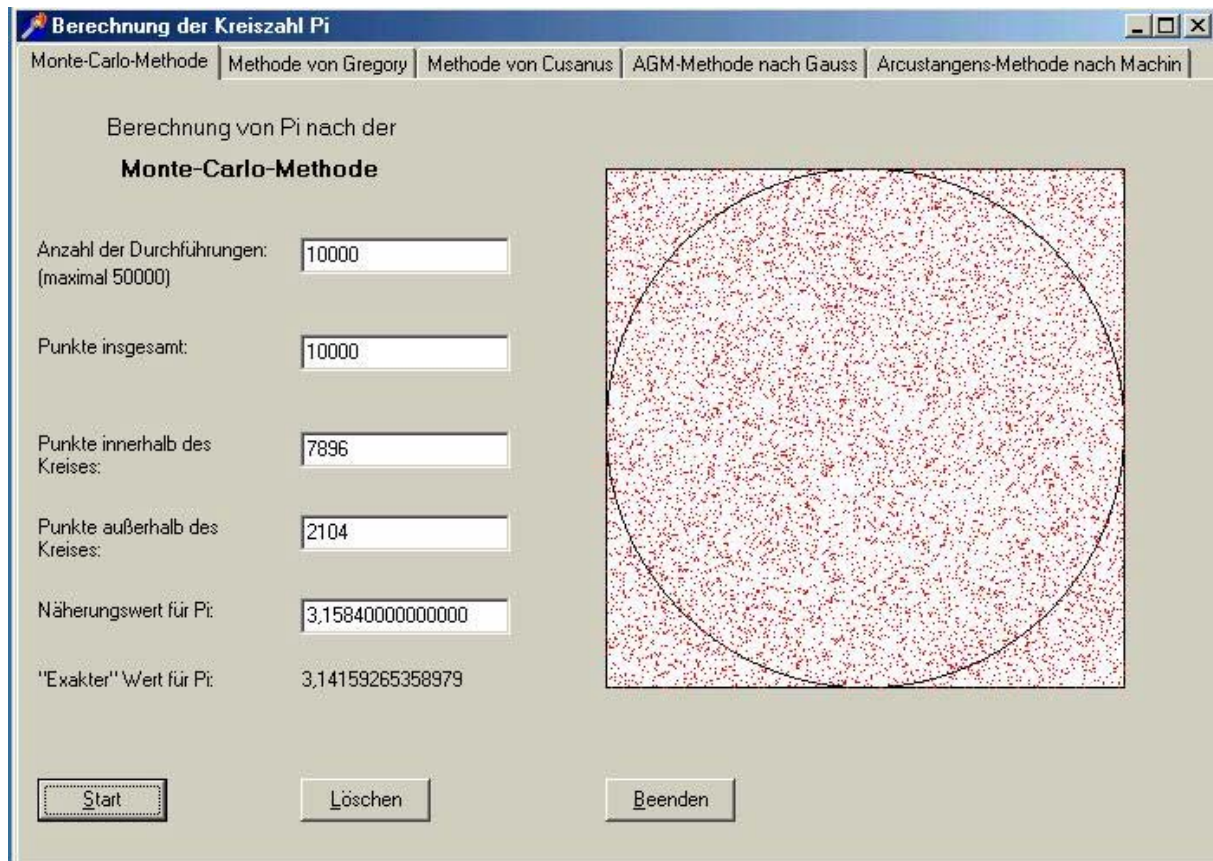 Berechnung der Kreiszahl Pi
Monte-Carlo-Methode
Methode von Gregory
Methode von Cusanus
AGM-Methode nach Gauss
Arcustangens-Methode nach Machin
Berechnung von Pi nach der
Monte-Carlo-Methode
Anzahl der Durchführungen:
10000
(maximal 50000)
Punkte insgesamt:
10000
Punkte innerhalb des
Kreises:
7896
Punkte außerhalb des
Kreises:
2104
Näherungswert für Pi:
3,15840000000000
"Exakter" Wert für Pi:
3,14159265358979
Start
Löschen
Beenden